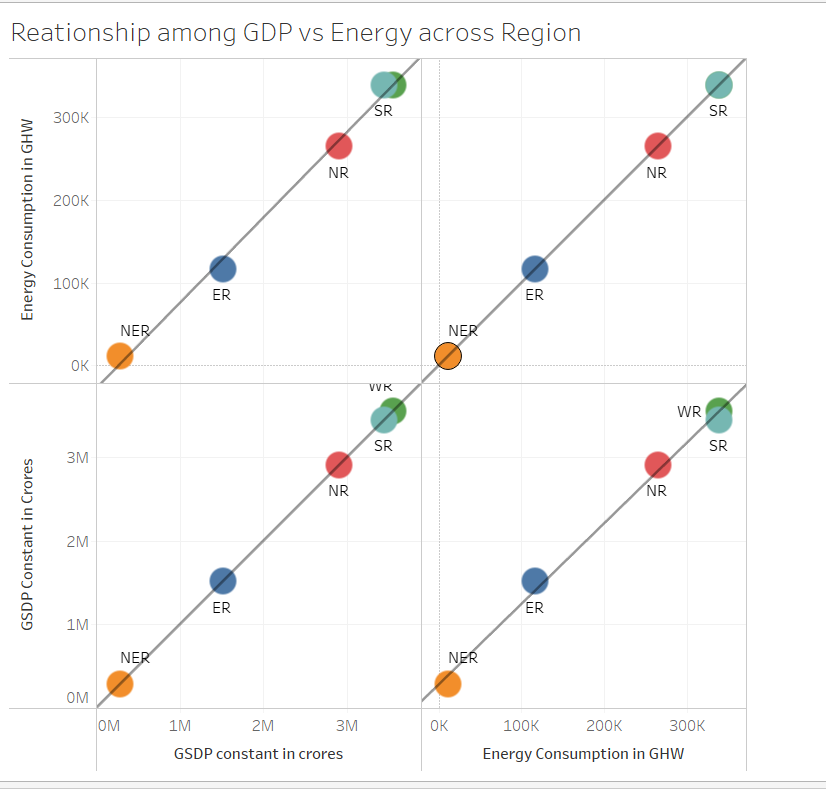 Reationship among GDP vs Energy across Region
Energy Consumption in GHW
300K
200K
100K
0K
SR
NR
ER
NER
SR
NR
ER
NER
GSDP Constant in Crores
3M
2M
1M
0M
WR
SR
NR
ER
NER
WR
SR
NR
ER
NER
0M 1M 2M 3M
0K 100K 200K 300K
GSDP constant in crores
Energy Consumption in GHW